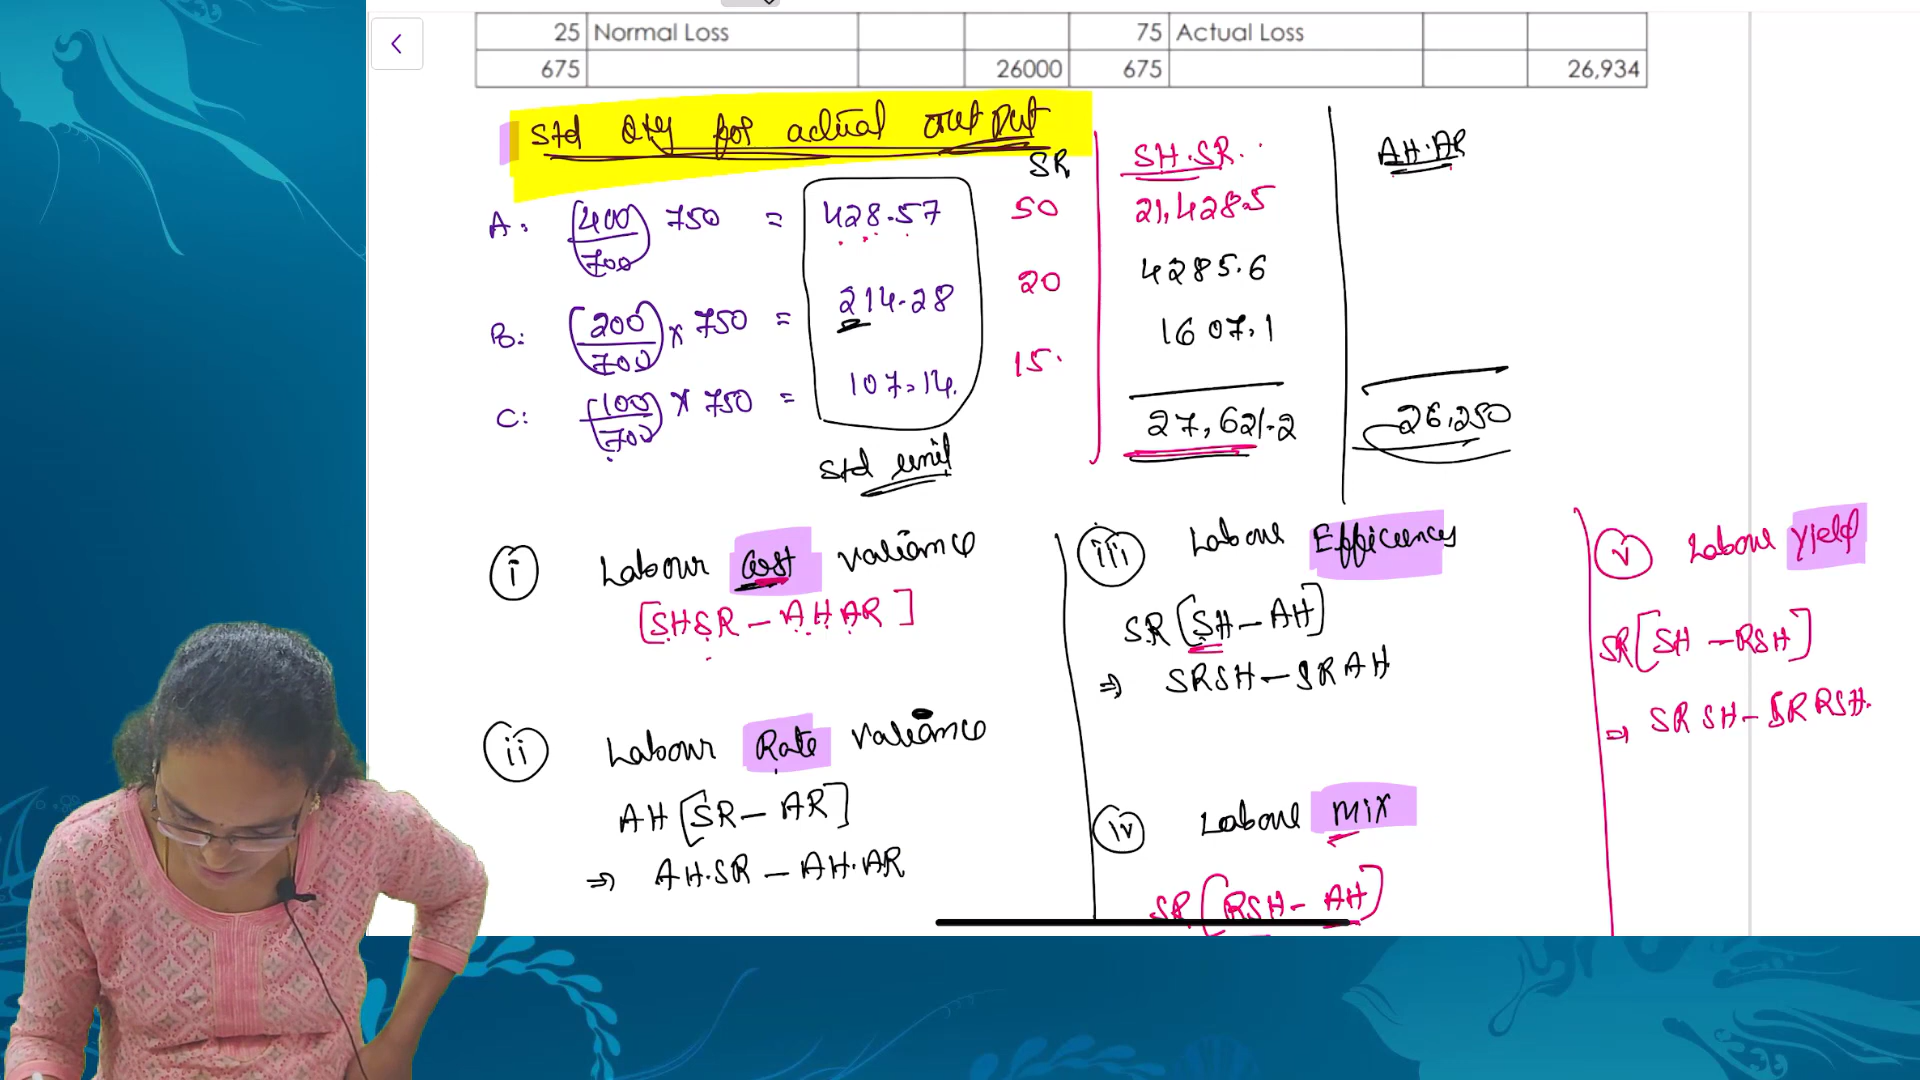 25 Normal Loss 75 Actual Loss
675 26000 675 26,934
Std Qty for actual output
SR
SH.SR.
AH.AR
A: (400/700) 750 = 428.57 50 21,428.5
B: (200/700) x 750 = 214.28 20 4285.6
C: (100/700) x 750 = 107.14. 15. 1607.1
27,621.2 26,250
Std unit
(i) Labour Cost variance
[SHSR - AHAR]
(ii) Labour Rate variance
AH [SR - AR]
⇒ AH.SR - AH.AR
(iii) Labour Efficiency
SR [SH - AH]
⇒ SRSH - SRAH
(iv) Labour mix
SR [RSH - AH]
(v) Labour Yield
SR [SH - RSH]
⇒ SRSH - SRRSH.